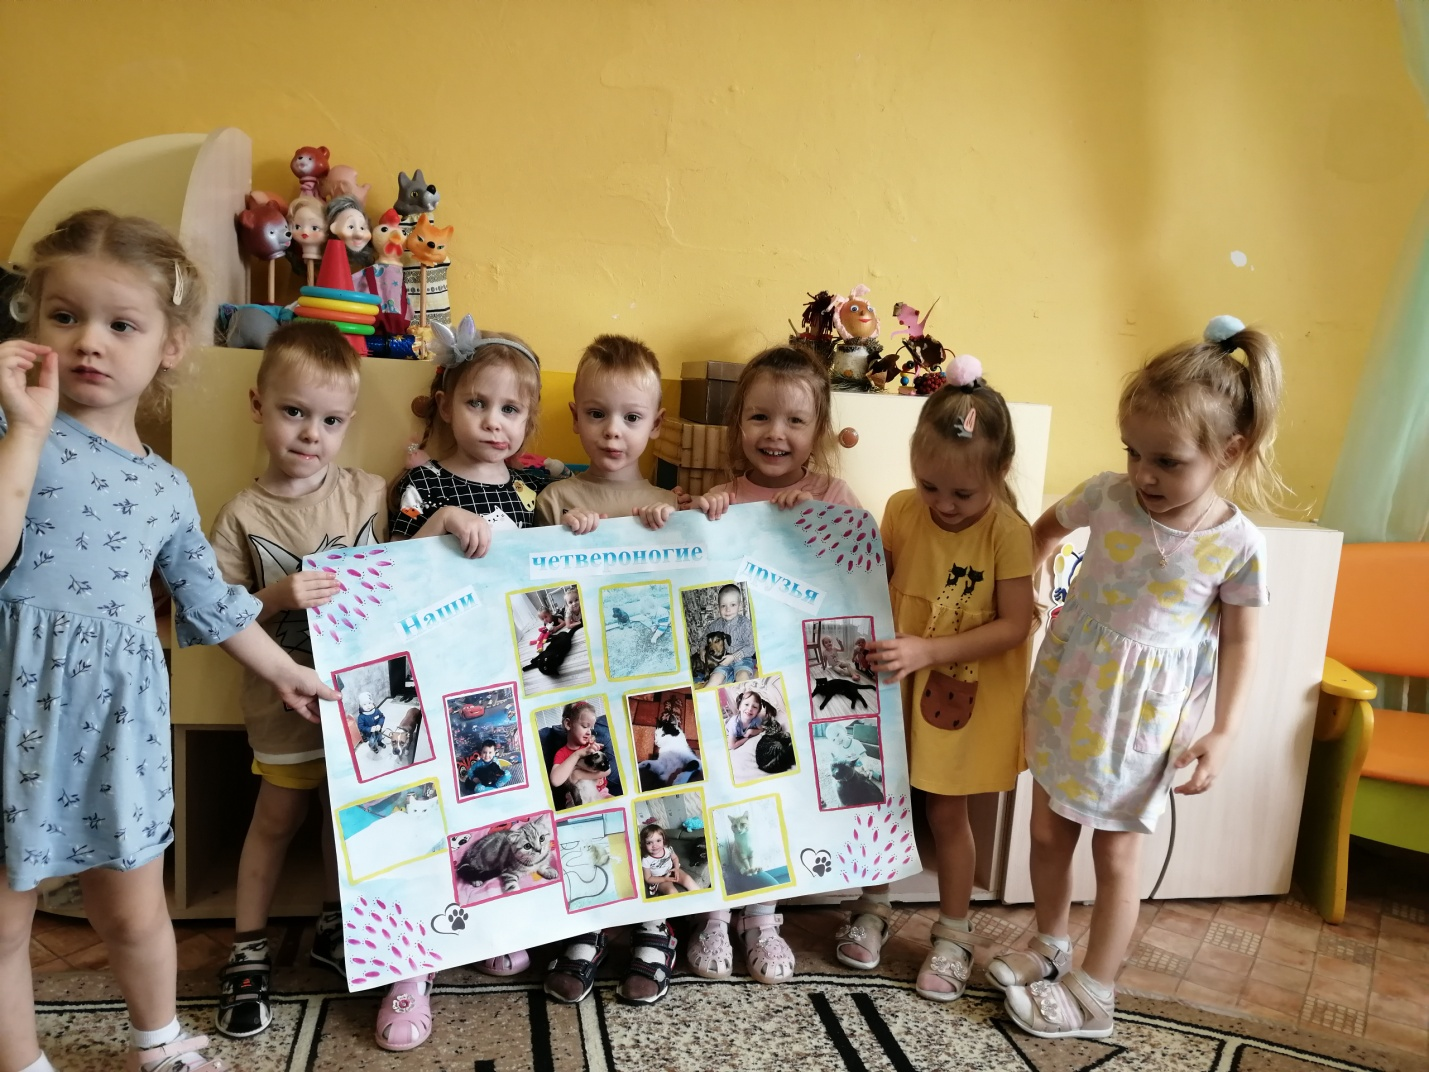 Наши
четвероногие
друзья